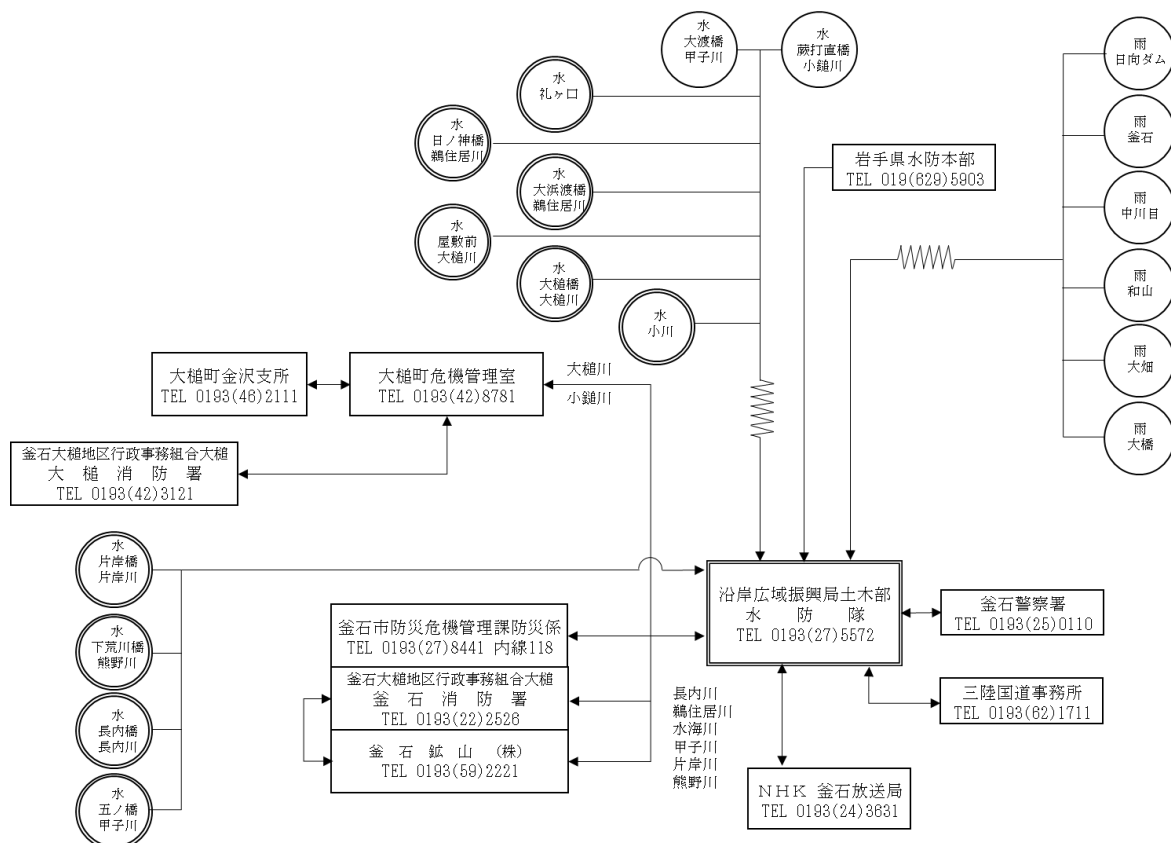 水
大渡橋
甲子川
水
蕨打直橋
小鎚川
雨
日向ダム
水
礼ヶ口
雨
釜石
水
日ノ神橋
鵜住居川
岩手県水防本部
TEL 019(629)5903
水
大浜渡橋
鵜住居川
雨
中川目
水
屋敷前
大槌川
水
大槌橋
大槌川
雨
和山
水
小川
雨
大畑
大槌町金沢支所
TEL 0193(46)2111
大槌町危機管理室
TEL 0193(42)8781
大槌川
小鎚川
雨
大橋
釜石大槌地区行政事務組合大槌
大 槌 消 防 署
TEL 0193(42)3121
水
片岸橋
片岸川
沿岸広域振興局土木部
水 防 隊
TEL 0193(27)5572
釜石警察署
TEL 0193(25)0110
釜石市防災危機管理課防災係
TEL 0193(27)8441 内線118
水
下荒川橋
熊野川
釜石大槌地区行政事務組合大槌
釜 石 消 防 署
TEL 0193(22)2526
三陸国道事務所
TEL 0193(62)1711
長内川
鵜住居川
水海川
甲子川
片岸川
熊野川
水
長内橋
長内川
釜 石 鉱 山 (株)
TEL 0193(59)2221
NHK 釜石放送局
TEL 0193(24)3631
水
五ノ橋
甲子川